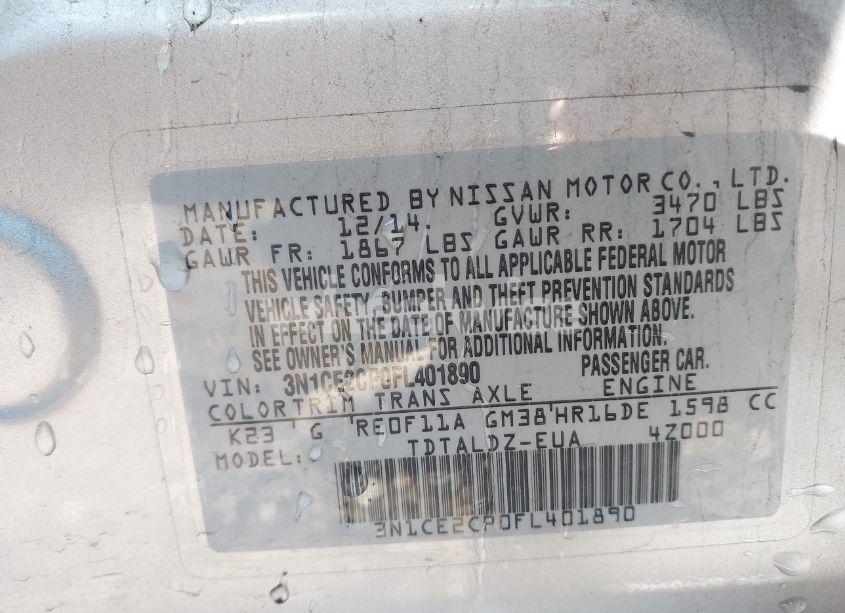 MANUFACTURED BY NISSAN MOTOR CO., LTD.
DATE: 12/14. GVWR: 3470 LBS
GAWR FR: 1867 LBS GAWR RR: 1704 LBS
THIS VEHICLE CONFORMS TO ALL APPLICABLE FEDERAL MOTOR
VEHICLE SAFETY, BUMPER AND THEFT PREVENTION STANDARDS
IN EFFECT ON THE DATE OF MANUFACTURE SHOWN ABOVE.
SEE OWNER'S MANUAL FOR ADDITIONAL INFORMATION.
VIN: 3N1CE2CP0FL401890 PASSENGER CAR.
COLOR TRIM TRANS AXLE ENGINE
K23 G RE0F11A GM38 HR16DE 1598 CC
MODEL: TDTALDZ-EUA 4Z000
3N1CE2CP0FL401890